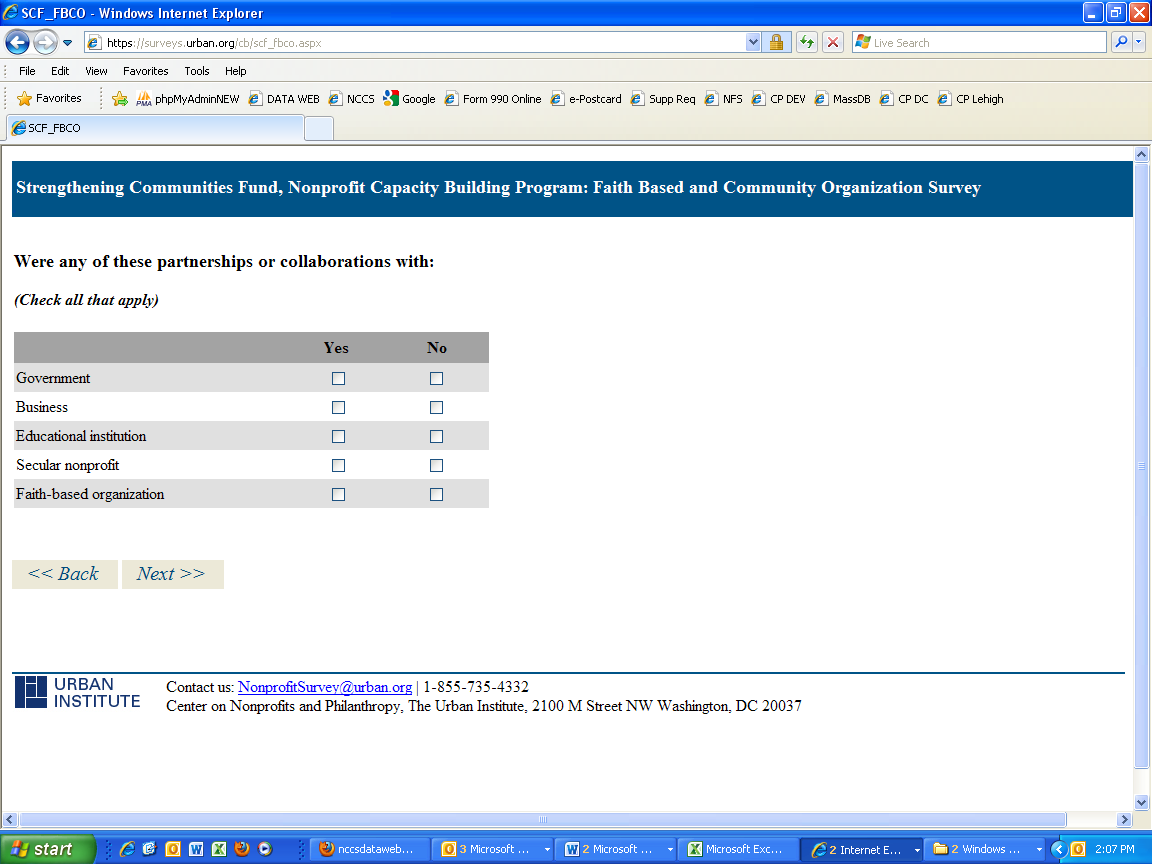 SCF_FBCO - Windows Internet Explorer
https://surveys.urban.org/cb/scf_fbco.aspx
Live Search
File Edit View Favorites Tools Help
Favorites phpMyAdminNEW DATA WEB NCCS Google Form 990 Online e-Postcard Supp Req NFS CP DEV MassDB CP DC CP Lehigh
SCF_FBCO
Strengthening Communities Fund, Nonprofit Capacity Building Program: Faith Based and Community Organization Survey
Were any of these partnerships or collaborations with:
(Check all that apply)
Yes No
Government
Business
Educational institution
Secular nonprofit
Faith-based organization
<< Back Next >>
URBAN INSTITUTE
Contact us: NonprofitSurvey@urban.org | 1-855-735-4332
Center on Nonprofits and Philanthropy, The Urban Institute, 2100 M Street NW Washington, DC 20037
start nccsdataweb... 3 Microsoft ... 2 Microsoft ... Microsoft Exc... 2 Internet E... 2 Windows ... 2:07 PM